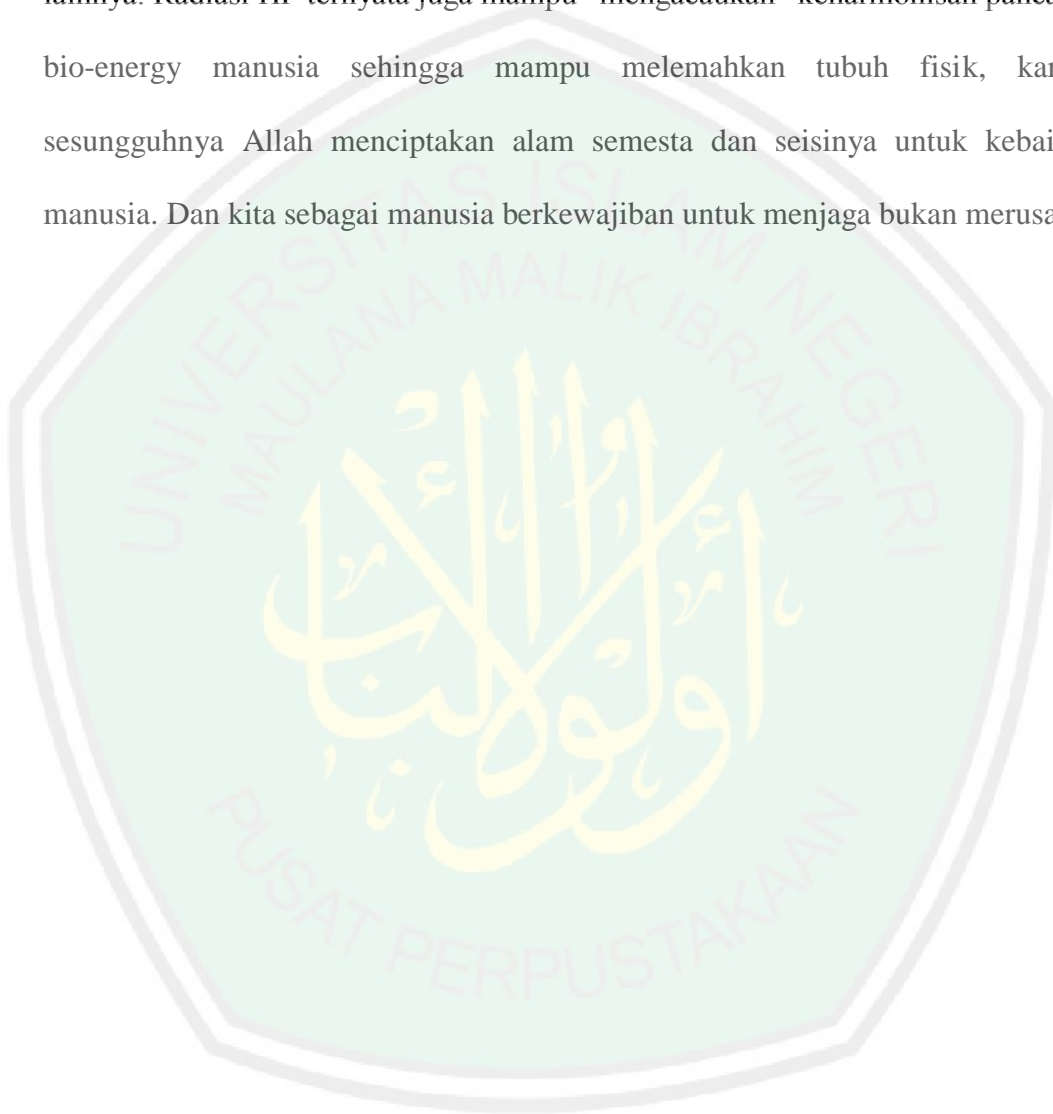 lainnya. Radiasi HP ternyata juga mampu mengacaukan keharmonisan panca
bio-energy manusia sehingga mampu melemahkan tubuh fisik, kar
sesungguhnya Allah menciptakan alam semesta dan seisinya untuk kebai
manusia. Dan kita sebagai manusia berkewajiban untuk menjaga bukan merusa
UNIVERSITAS ISLAM NEGERI
MAULANA MALIK IBRAHIM
أولوا الألباب
PUSAT PERPUSTAKAAN